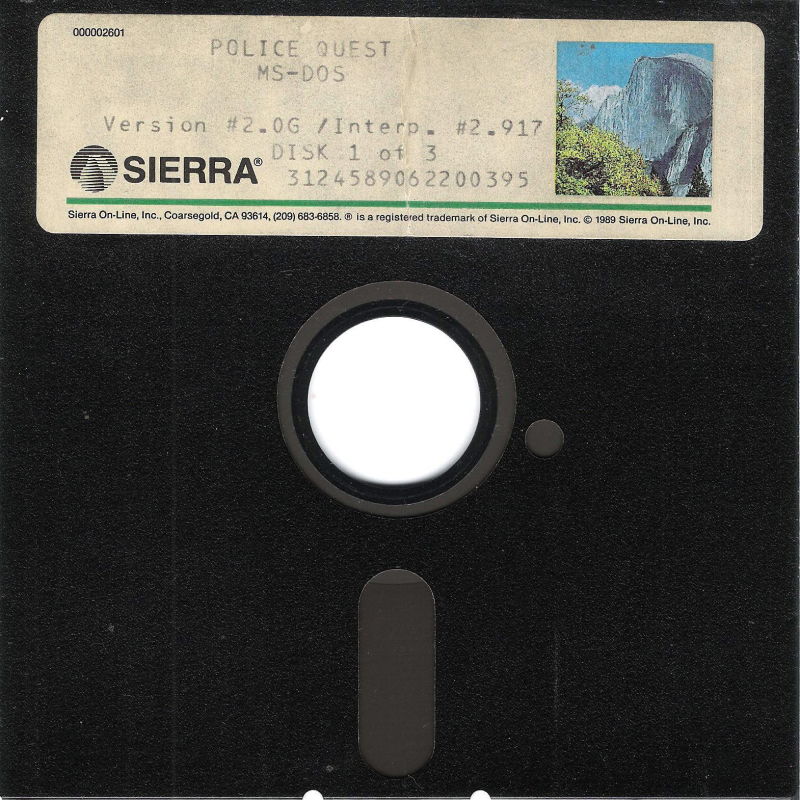 000002601
POLICE QUEST
MS-DOS
Version #2.0G /Interp. #2.917
DISK 1 of 3
SIERRA®
3124589062200395
Sierra On-Line, Inc., Coarsegold, CA 93614, (209) 683-6858. ® is a registered trademark of Sierra On-Line, Inc. © 1989 Sierra On-Line, Inc.